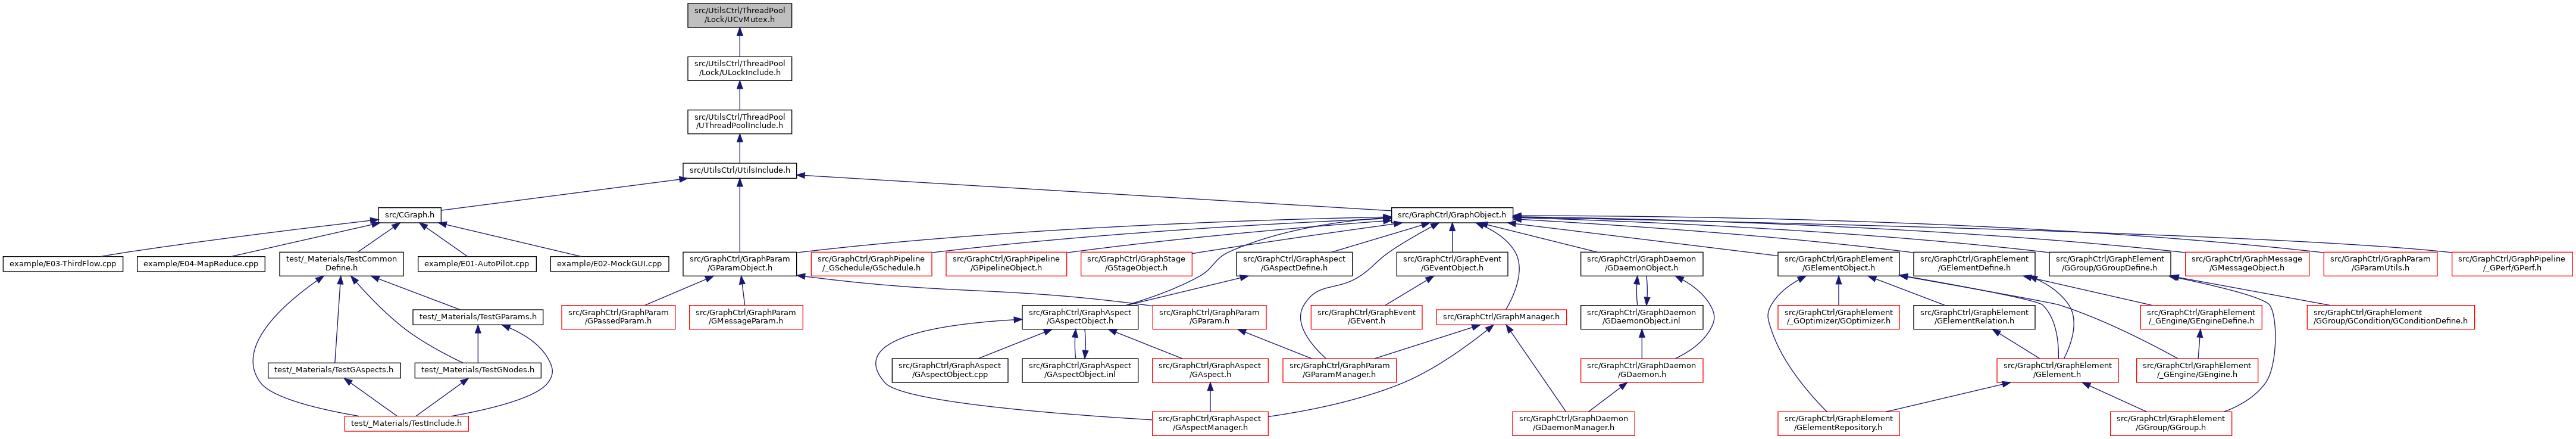 src/UtilsCtrl/ThreadPool
/Lock/UCvMutex.h
src/UtilsCtrl/ThreadPool
/Lock/ULockInclude.h
src/UtilsCtrl/ThreadPool
/UThreadPoolInclude.h
src/UtilsCtrl/UtilsInclude.h
src/CGraph.h
src/GraphCtrl/GraphObject.h
example/E03-ThirdFlow.cpp
example/E04-MapReduce.cpp
test/_Materials/TestCommon
Define.h
example/E01-AutoPilot.cpp
example/E02-MockGUI.cpp
src/GraphCtrl/GraphParam
/GParamObject.h
src/GraphCtrl/GraphPipeline
/_GSchedule/GSchedule.h
src/GraphCtrl/GraphPipeline
/GPipelineObject.h
src/GraphCtrl/GraphStage
/GStageObject.h
src/GraphCtrl/GraphAspect
/GAspectDefine.h
src/GraphCtrl/GraphEvent
/GEventObject.h
src/GraphCtrl/GraphDaemon
/GDaemonObject.h
src/GraphCtrl/GraphElement
/GElementObject.h
src/GraphCtrl/GraphElement
/GElementDefine.h
src/GraphCtrl/GraphElement
/GGroup/GGroupDefine.h
src/GraphCtrl/GraphMessage
/GMessageObject.h
src/GraphCtrl/GraphParam
/GParamUtils.h
src/GraphCtrl/GraphPipeline
/_GPerf/GPerf.h
test/_Materials/TestGParams.h
src/GraphCtrl/GraphParam
/GPassedParam.h
src/GraphCtrl/GraphParam
/GMessageParam.h
src/GraphCtrl/GraphAspect
/GAspectObject.h
src/GraphCtrl/GraphParam
/GParam.h
src/GraphCtrl/GraphEvent
/GEvent.h
src/GraphCtrl/GraphManager.h
src/GraphCtrl/GraphDaemon
/GDaemonObject.inl
src/GraphCtrl/GraphElement
/_GOptimizer/GOptimizer.h
src/GraphCtrl/GraphElement
/GElementRelation.h
src/GraphCtrl/GraphElement
/_GEngine/GEngineDefine.h
src/GraphCtrl/GraphElement
/GGroup/GCondition/GConditionDefine.h
test/_Materials/TestGAspects.h
test/_Materials/TestGNodes.h
src/GraphCtrl/GraphAspect
/GAspectObject.cpp
src/GraphCtrl/GraphAspect
/GAspectObject.inl
src/GraphCtrl/GraphAspect
/GAspect.h
src/GraphCtrl/GraphParam
/GParamManager.h
src/GraphCtrl/GraphDaemon
/GDaemon.h
src/GraphCtrl/GraphElement
/GElement.h
src/GraphCtrl/GraphElement
/_GEngine/GEngine.h
test/_Materials/TestInclude.h
src/GraphCtrl/GraphAspect
/GAspectManager.h
src/GraphCtrl/GraphDaemon
/GDaemonManager.h
src/GraphCtrl/GraphElement
/GElementRepository.h
src/GraphCtrl/GraphElement
/GGroup/GGroup.h